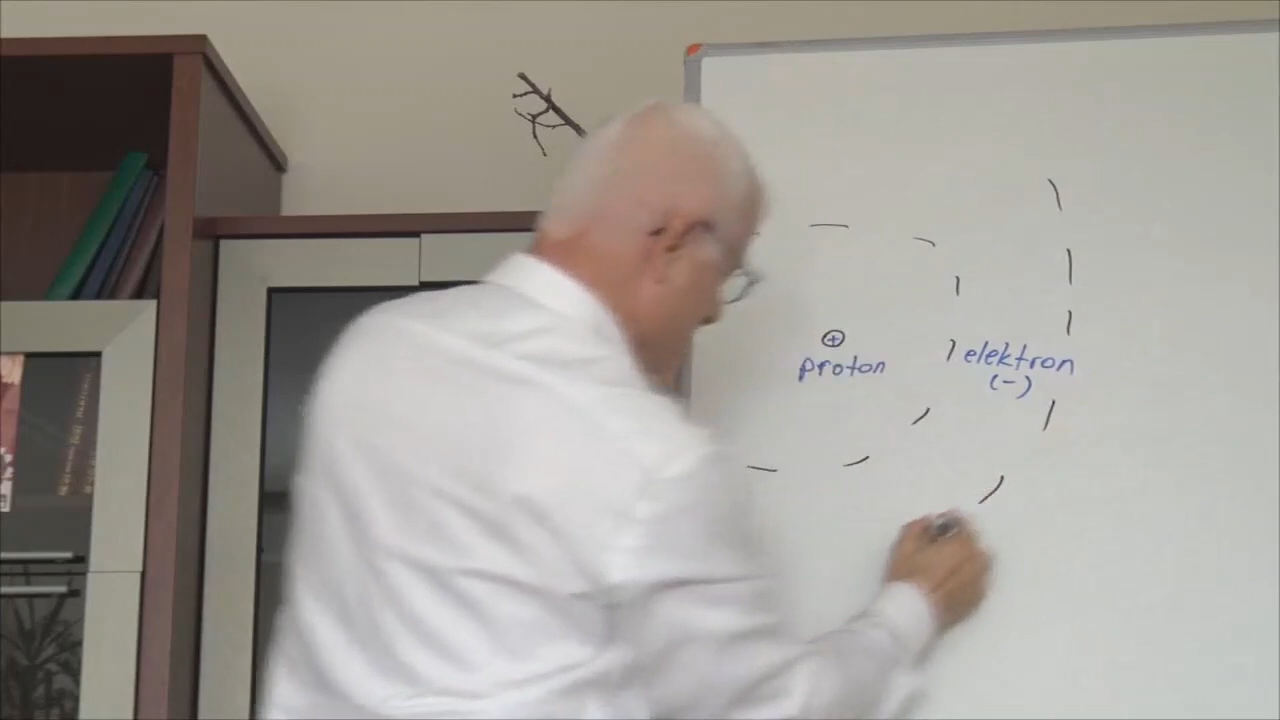 ⊕
proton
elektron
(-)